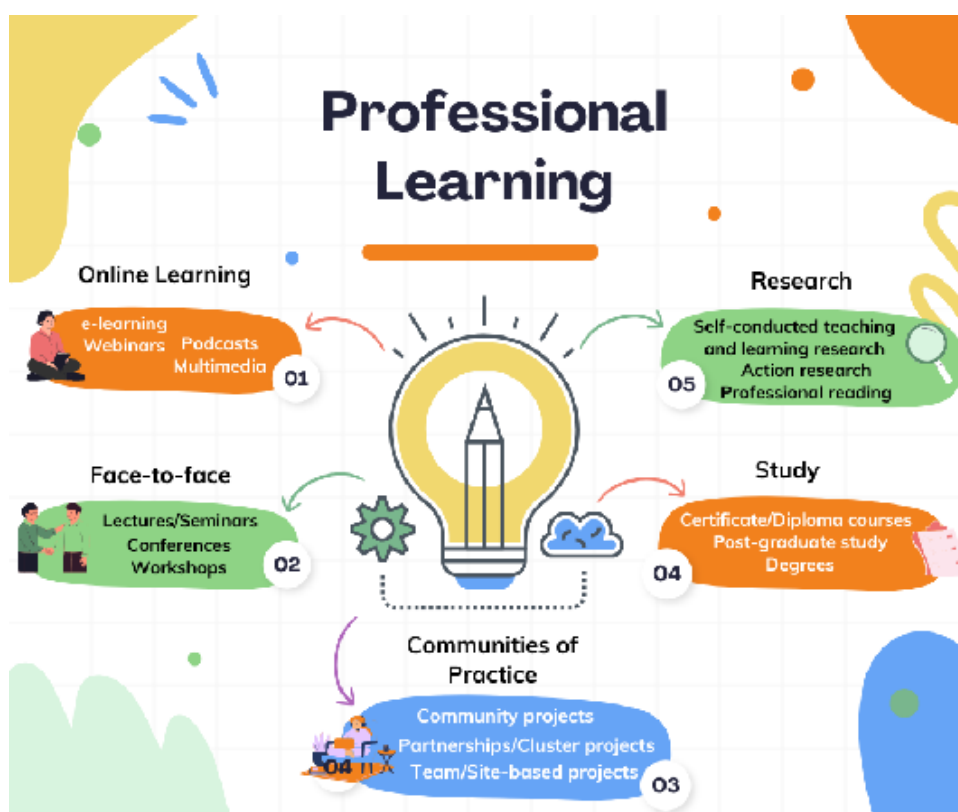 Professional
Learning
Online Learning
e-learning
Webinars
Podcasts
Multimedia
01
Face-to-face
Lectures/Seminars
Conferences
Workshops
02
Communities of
Practice
Community projects
Partnerships/Cluster projects
Team/Site-based projects
04
03
Study
Certificate/Diploma courses
Post-graduate study
Degrees
04
Research
Self-conducted teaching
and learning research
Action research
Professional reading
05